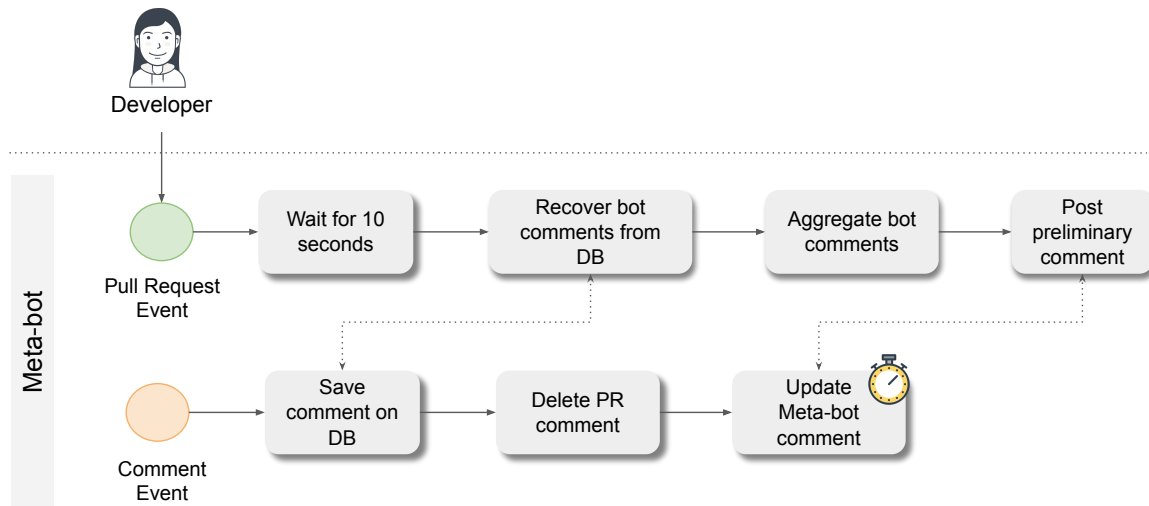 Developer
Meta-bot
Pull Request
Event
Wait for 10
seconds
Recover bot
comments from
DB
Aggregate bot
comments
Post
preliminary
comment
Comment
Event
Save
comment on
DB
Delete PR
comment
Update
Meta-bot
comment